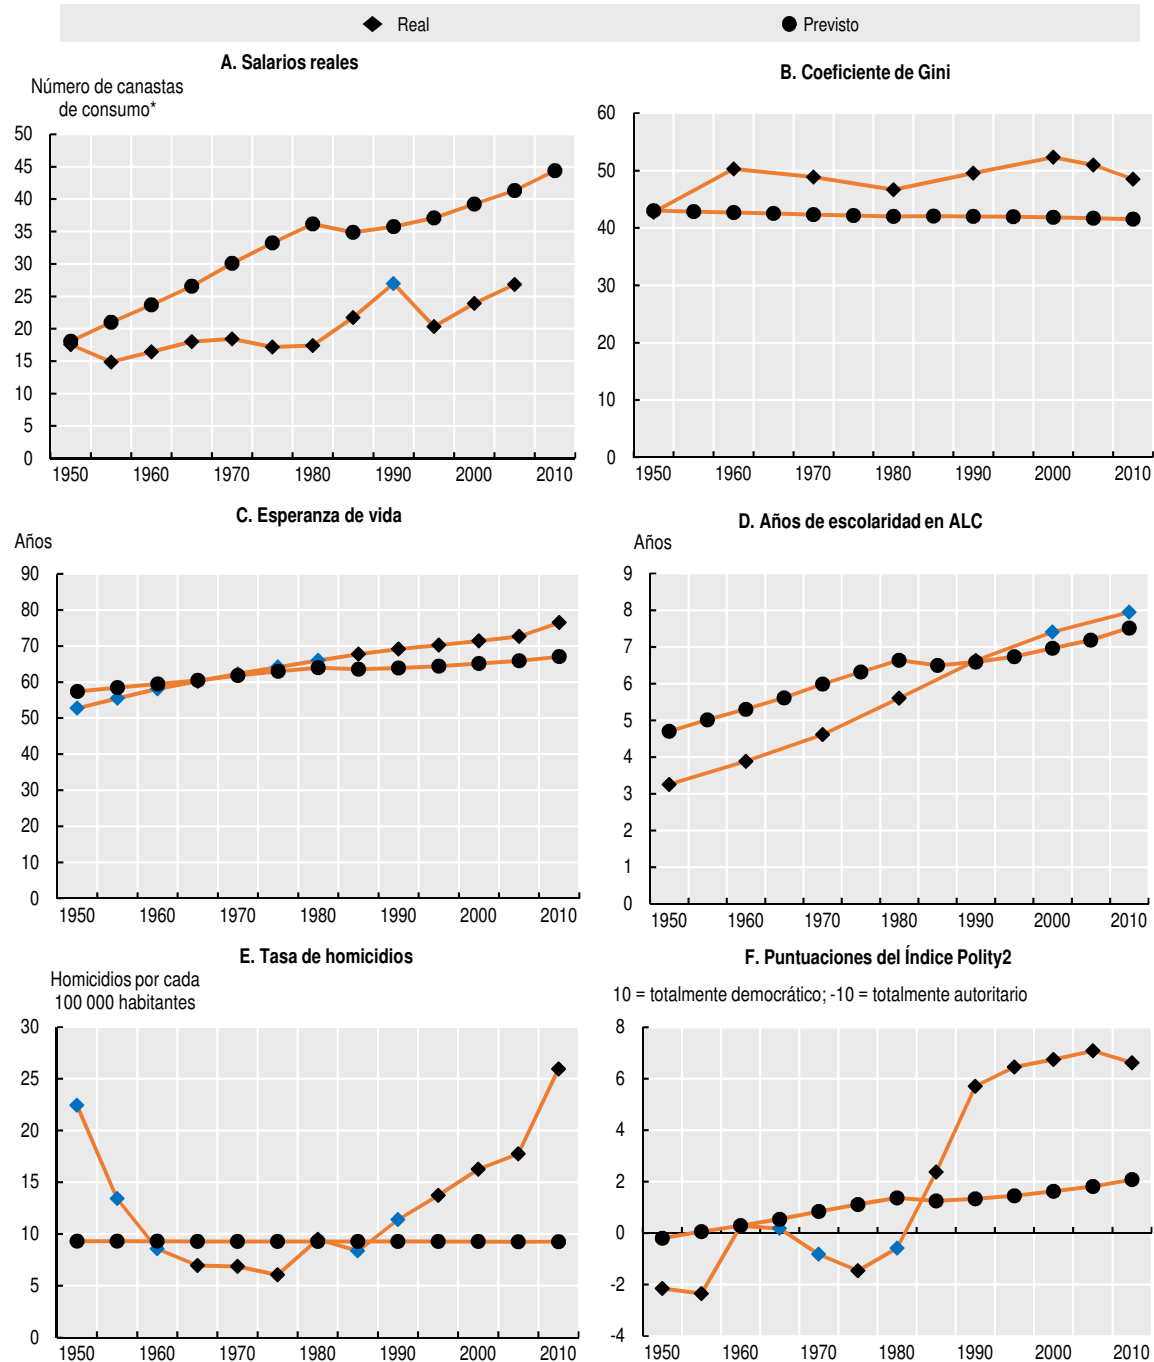 Real
Previsto
A. Salarios reales
Número de canastas
de consumo*
50
45
40
35
30
25
20
15
10
5
0
1950 1960 1970 1980 1990 2000 2010
B. Coeficiente de Gini
60
50
40
30
20
10
0
1950 1960 1970 1980 1990 2000 2010
C. Esperanza de vida
Años
90
80
70
60
50
40
30
20
10
0
1950 1960 1970 1980 1990 2000 2010
D. Años de escolaridad en ALC
Años
9
8
7
6
5
4
3
2
1
0
1950 1960 1970 1980 1990 2000 2010
E. Tasa de homicidios
Homicidios por cada
100 000 habitantes
30
25
20
15
10
5
0
1950 1960 1970 1980 1990 2000 2010
F. Puntuaciones del Índice Polity2
10 = totalmente democrático; -10 = totalmente autoritario
8
6
4
2
0
-2
-4
1950 1960 1970 1980 1990 2000 2010